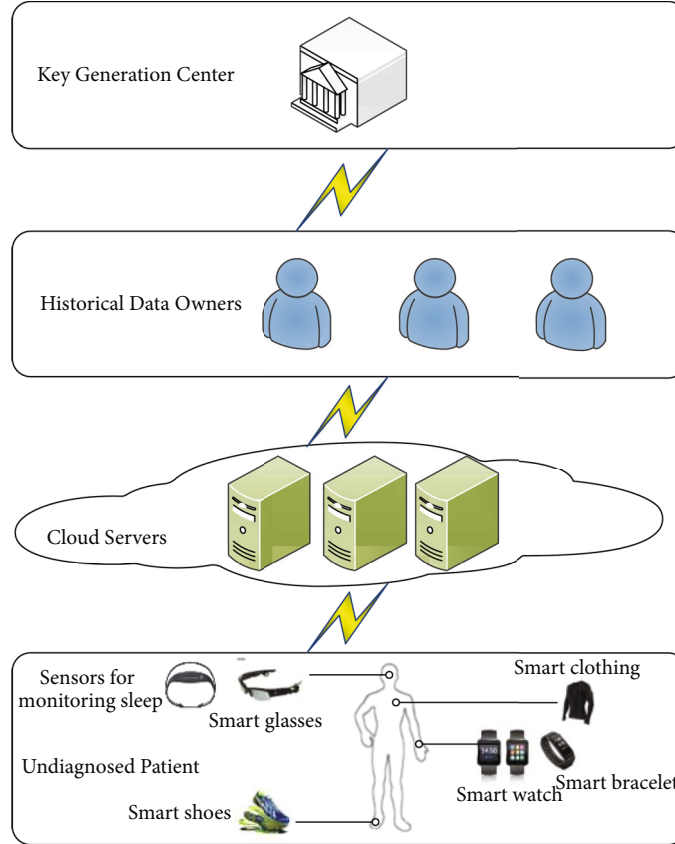 Key Generation Center
Historical Data Owners
Cloud Servers
Sensors for
monitoring sleep
Smart glasses
Smart clothing
Undiagnosed Patient
Smart watch
Smart bracelet
Smart shoes